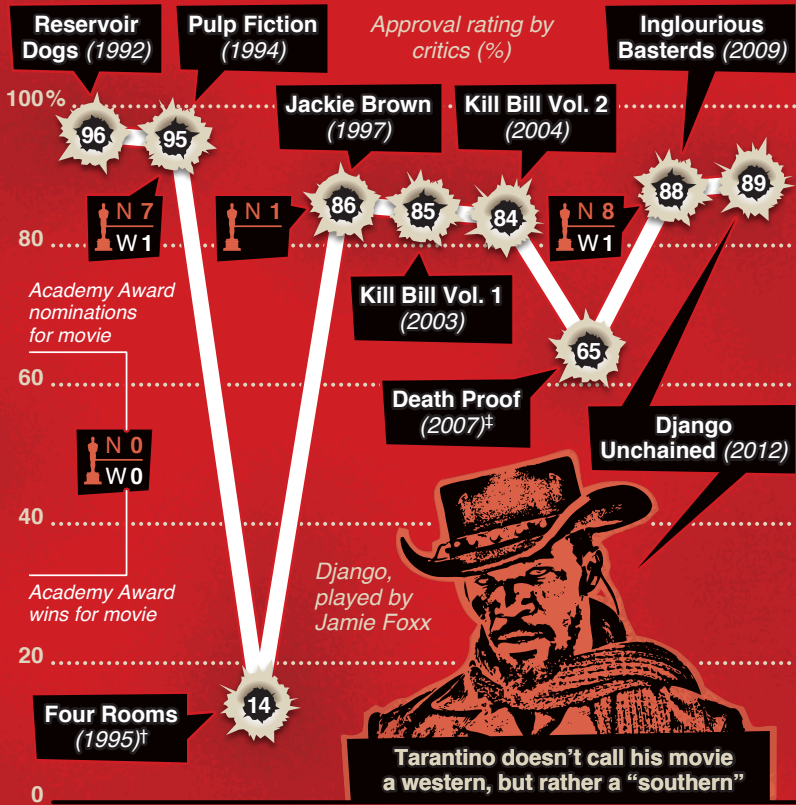 Reservoir
Dogs (1992)
Pulp Fiction
(1994)
Approval rating by
critics (%)
Inglourious
Basterds (2009)
100%
Jackie Brown
(1997)
Kill Bill Vol. 2
(2004)
96
95
86
85
84
88
89
N 7
W 1
N 1
N 8
W 1
80
Kill Bill Vol. 1
(2003)
Academy Award
nominations
for movie
65
60
Death Proof
(2007)‡
Django
Unchained (2012)
N 0
W 0
40
Django,
played by
Jamie Foxx
Academy Award
wins for movie
20
14
Four Rooms
(1995)†
Tarantino doesn't call his movie
a western, but rather a “southern”
0